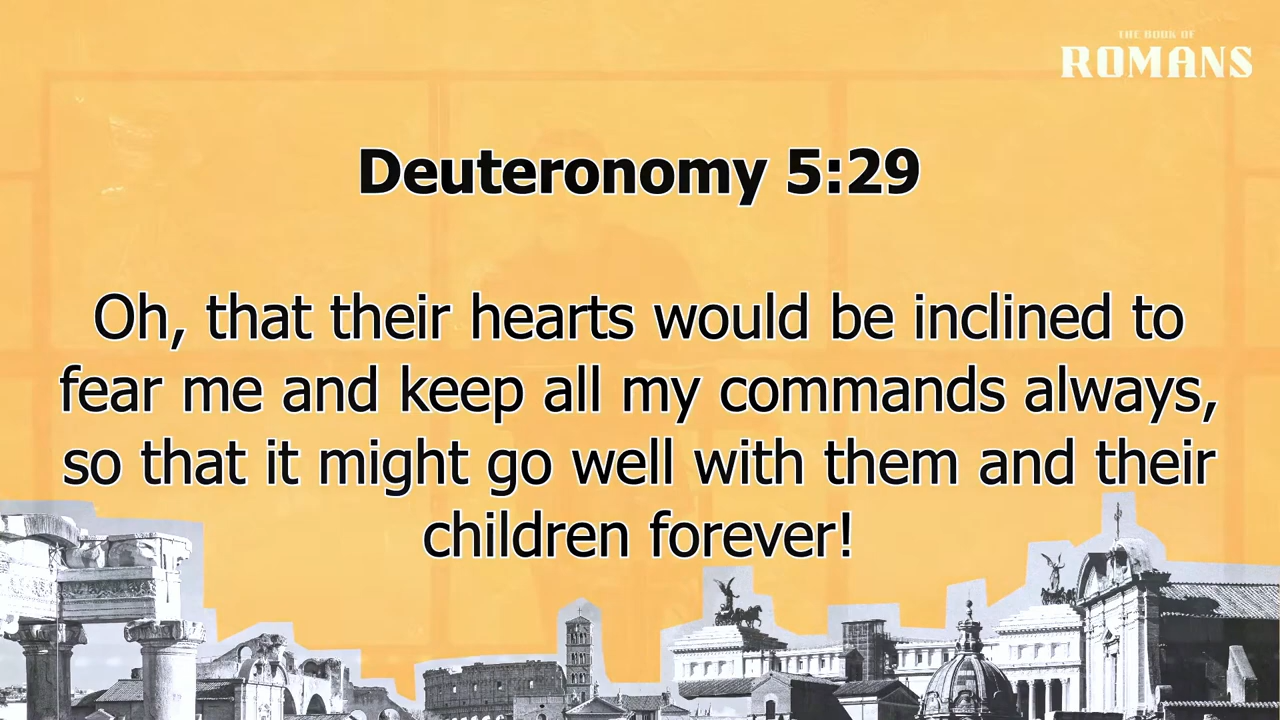 THE BOOK OF
ROMANS
Deuteronomy 5:29
Oh, that their hearts would be inclined to
fear me and keep all my commands always,
so that it might go well with them and their
children forever!